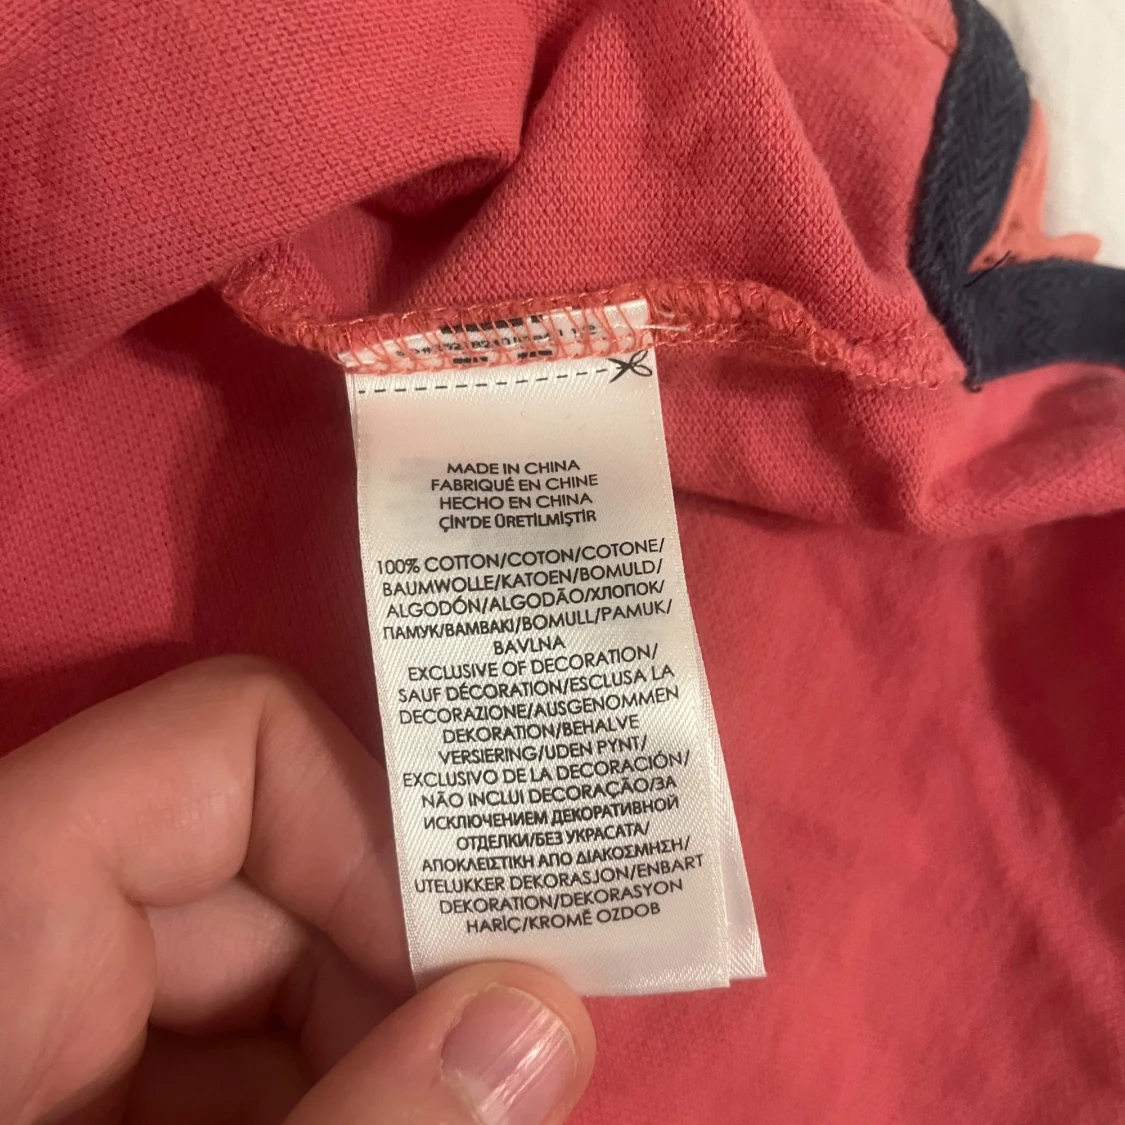 MADE IN CHINA
FABRIQUÉ EN CHINE
HECHO EN CHINA
ÇİN'DE ÜRETİLMİŞTİR
100% COTTON/COTON/COTONE/
BAUMWOLLE/KATOEN/BOMULD/
ALGODÓN/ALGODÃO/ХЛОПОК/
ПАМУК/ΒΑΜΒΑΚΙ/BOMULL/PAMUK/
BAVLNA
EXCLUSIVE OF DECORATION/
SAUF DÉCORATION/ESCLUSA LA
DECORAZIONE/AUSGENOMMEN
DEKORATION/BEHALVE
VERSIERING/UDEN PYNT/
EXCLUSIVO DE LA DECORACIÓN/
NÃO INCLUI DECORAÇÃO/ЗА
ИСКЛЮЧЕНИЕМ ДЕКОРАТИВНОЙ
ОТДЕЛКИ/БЕЗ УКРАСАТА/
ΑΠΟΚΛΕΙΣΤΙΚΗ ΑΠΟ ΔΙΑΚΟΣΜΗΣΗ/
UTELUKKER DEKORASJON/ENBART
DEKORATION/DEKORASYON
HARİÇ/KROMĚ OZDOB